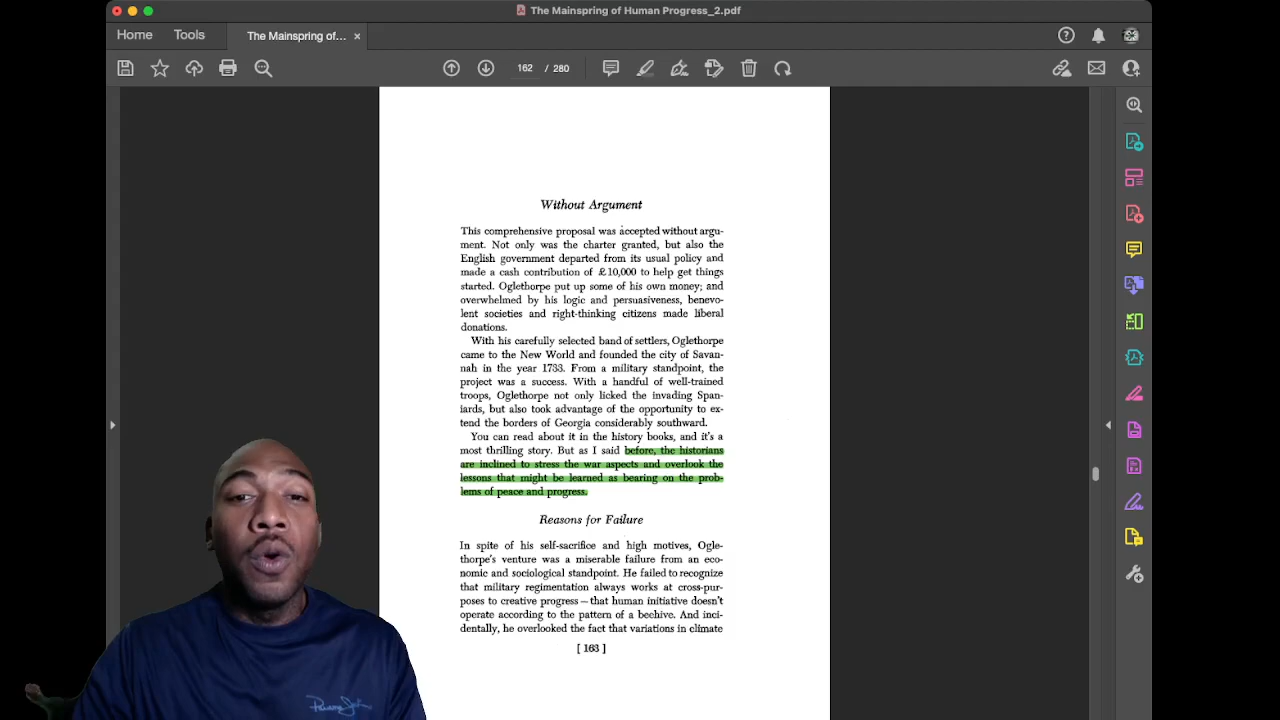 The Mainspring of Human Progress_2.pdf
Home Tools The Mainspring of... ×
162 / 280
Without Argument
This comprehensive proposal was accepted without argu-
ment. Not only was the charter granted, but also the
English government departed from its usual policy and
made a cash contribution of £10,000 to help get things
started. Oglethorpe put up some of his own money; and
overwhelmed by his logic and persuasiveness, benevo-
lent societies and right-thinking citizens made liberal
donations.
With his carefully selected band of settlers, Oglethorpe
came to the New World and founded the city of Savan-
nah in the year 1733. From a military standpoint, the
project was a success. With a handful of well-trained
troops, Oglethorpe not only licked the invading Span-
iards, but also took advantage of the opportunity to ex-
tend the borders of Georgia considerably southward.
You can read about it in the history books, and it's a
most thrilling story. But as I said before, the historians
are inclined to stress the war aspects and overlook the
lessons that might be learned as bearing on the prob-
lems of peace and progress.
Reasons for Failure
In spite of his self-sacrifice and high motives, Ogle-
thorpe's venture was a miserable failure from an eco-
nomic and sociological standpoint. He failed to recognize
that military regimentation always works at cross-pur-
poses to creative progress—that human initiative doesn't
operate according to the pattern of a beehive. And inci-
dentally, he overlooked the fact that variations in climate
[ 163 ]